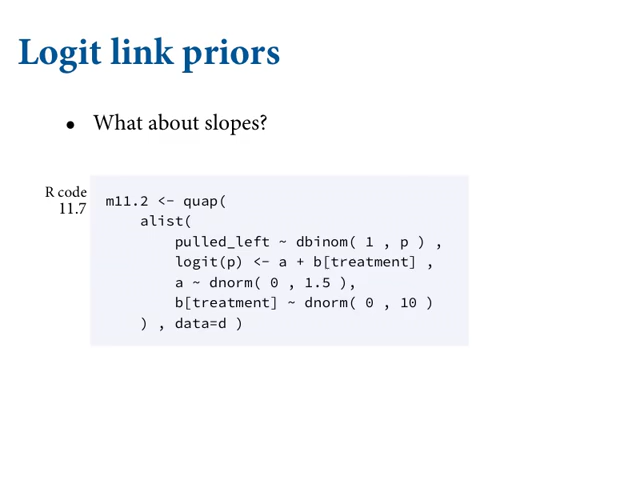 Logit link priors
• What about slopes?
R code
11.7
m11.2 <- quap(
    alist(
        pulled_left ~ dbinom( 1 , p ) ,
        logit(p) <- a + b[treatment] ,
        a ~ dnorm( 0 , 1.5 ),
        b[treatment] ~ dnorm( 0 , 10 )
    ) , data=d )